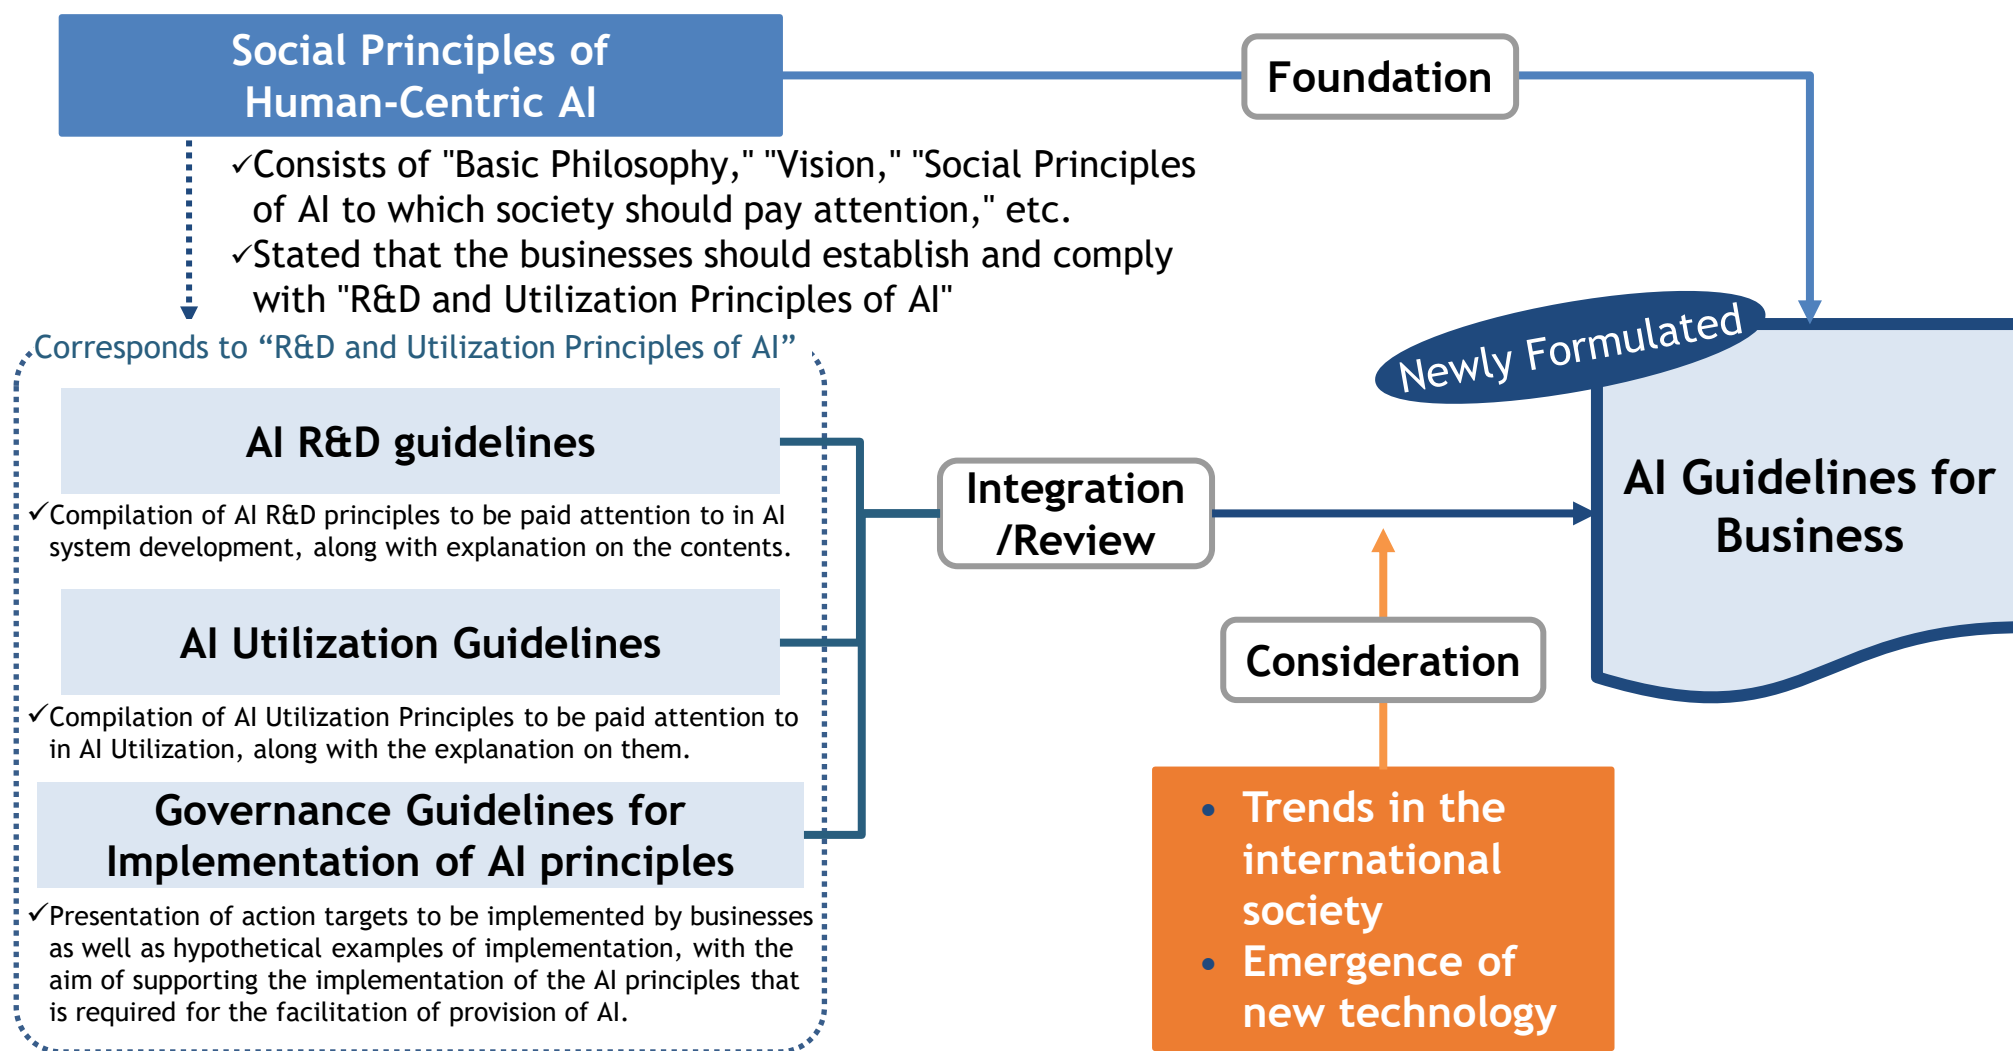 Social Principles of
Human-Centric AI
Foundation
✓Consists of "Basic Philosophy," "Vision," "Social Principles
of AI to which society should pay attention," etc.
✓Stated that the businesses should establish and comply
with "R&D and Utilization Principles of AI"
Corresponds to “R&D and Utilization Principles of AI”
AI R&D guidelines
✓Compilation of AI R&D principles to be paid attention to in AI
system development, along with explanation on the contents.
AI Utilization Guidelines
✓Compilation of AI Utilization Principles to be paid attention to
in AI Utilization, along with the explanation on them.
Governance Guidelines for
Implementation of AI principles
✓Presentation of action targets to be implemented by businesses
as well as hypothetical examples of implementation, with the
aim of supporting the implementation of the AI principles that
is required for the facilitation of provision of AI.
Integration
/Review
Consideration
• Trends in the
international
society
• Emergence of
new technology
Newly Formulated
AI Guidelines for
Business